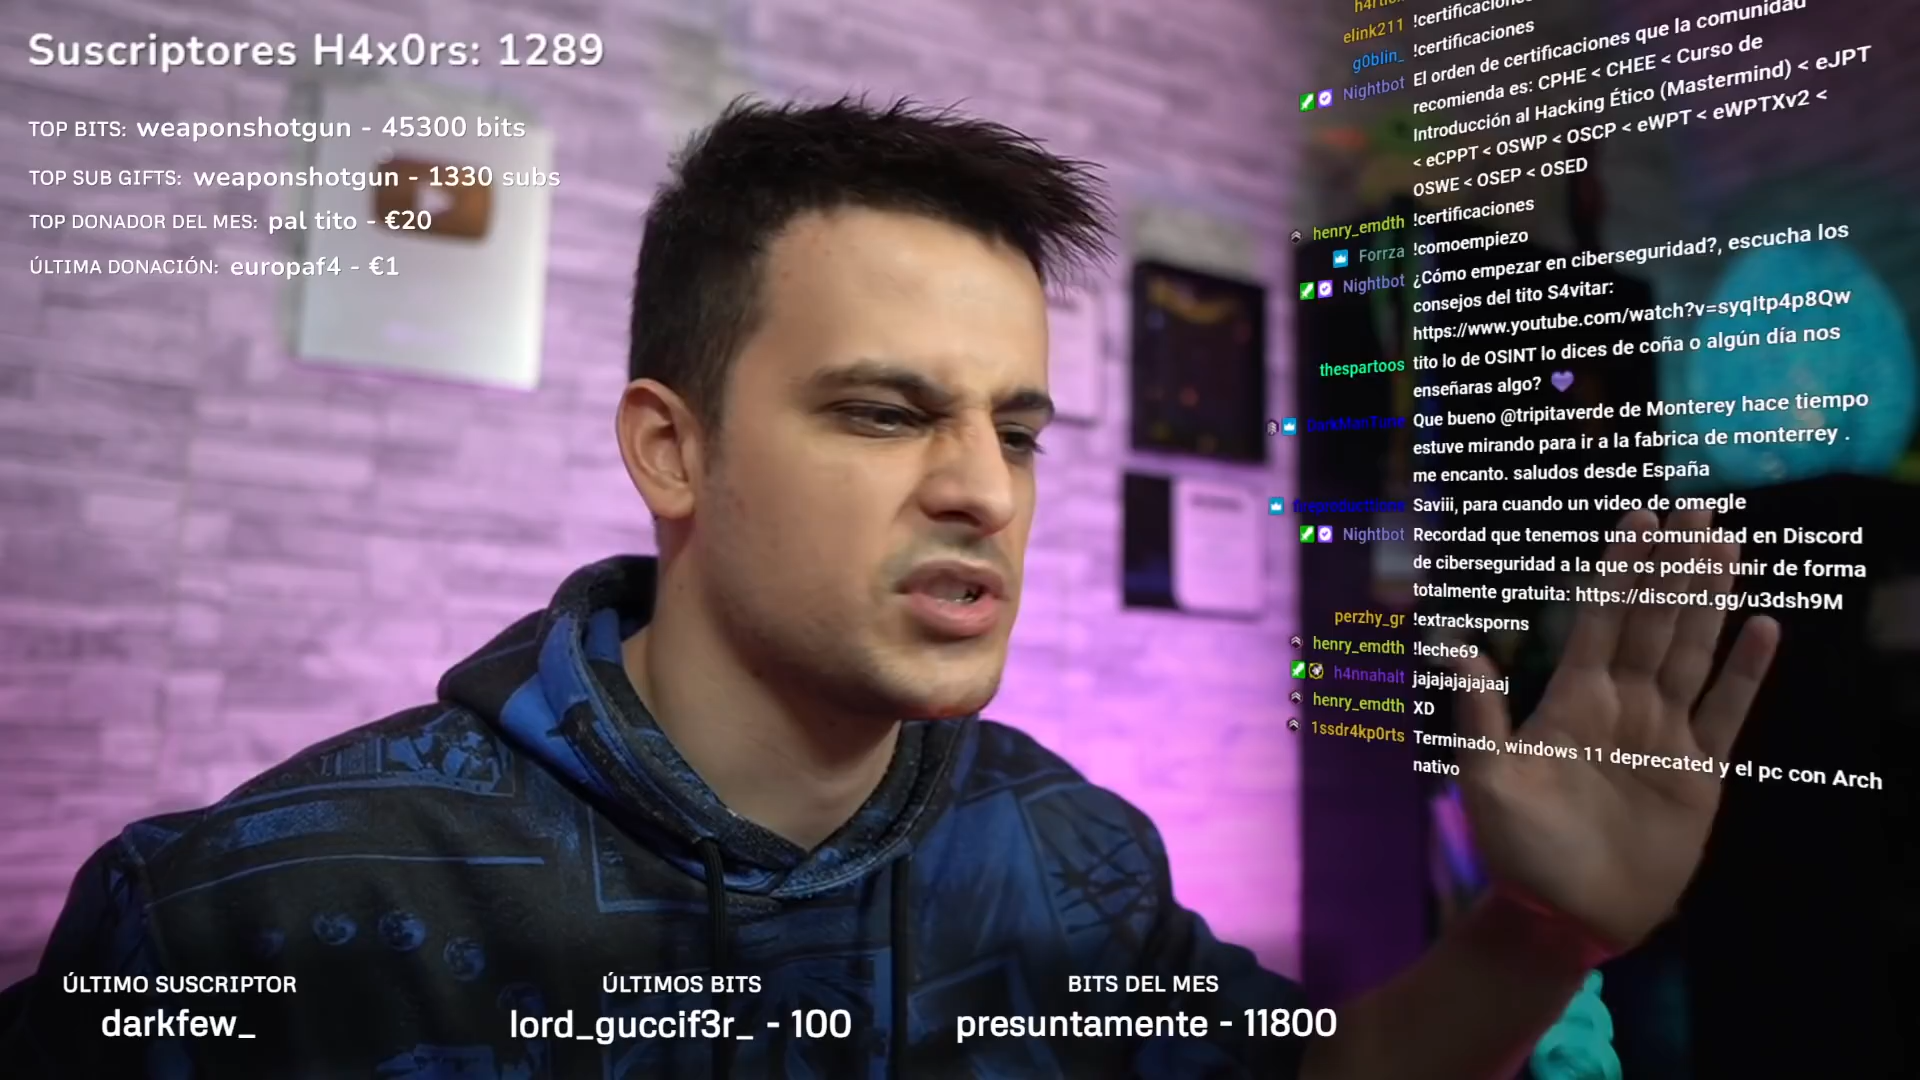 Suscriptores H4x0rs: 1289
TOP BITS: weaponshotgun - 45300 bits
TOP SUB GIFTS: weaponshotgun - 1330 subs
TOP DONADOR DEL MES: pal tito - €20
ÚLTIMA DONACIÓN: europaf4 - €1
elink211 !certificaciones
g0blin_ !certificaciones
Nightbot El orden de certificaciones que la comunidad
recomienda es: CPHE < CHEE < Curso de
Introducción al Hacking Ético (Mastermind) < eJPT
< eCPPT < OSWP < OSCP < eWPT < eWPTXv2 <
OSWE < OSEP < OSED
henry_emdth !certificaciones
Forrza !comoempiezo
Nightbot ¿Cómo empezar en ciberseguridad?, escucha los
consejos del tito S4vitar:
https://www.youtube.com/watch?v=syqltp4p8Qw
thespartoos tito lo de OSINT lo dices de coña o algún día nos
enseñaras algo? 💜
DarkManTune Que bueno @tripitaverde de Monterey hace tiempo
estuve mirando para ir a la fabrica de monterrey .
me encanto. saludos desde España
fireproducttions Saviii, para cuando un video de omegle
Nightbot Recordad que tenemos una comunidad en Discord
de ciberseguridad a la que os podéis unir de forma
totalmente gratuita: https://discord.gg/u3dsh9M
perzhy_gr !extracksporns
henry_emdth !leche69
h4nnahalt jajajajajajaaj
henry_emdth XD
1ssdr4kp0rts Terminado, windows 11 deprecated y el pc con Arch
nativo
ÚLTIMO SUSCRIPTOR
darkfew_
ÚLTIMOS BITS
lord_guccif3r_ - 100
BITS DEL MES
presuntamente - 11800